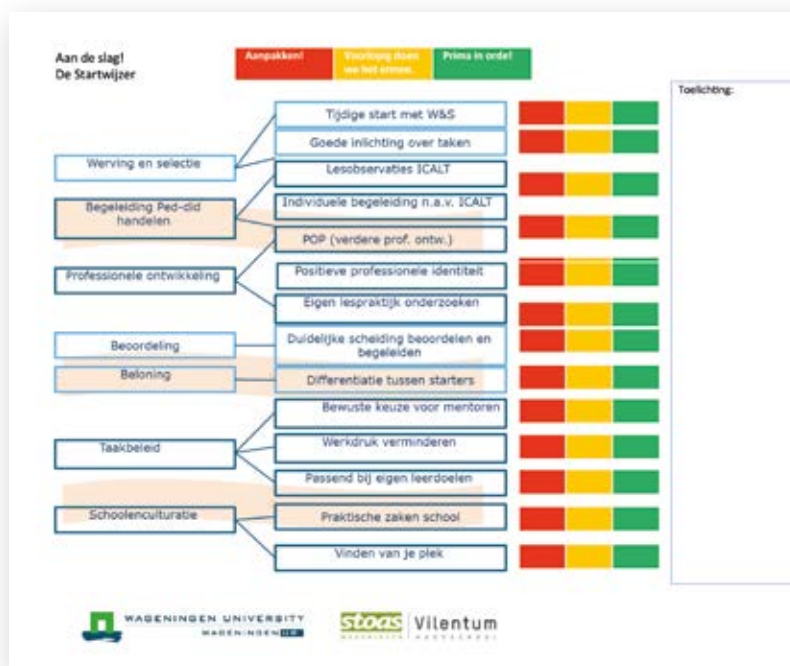 Aan de slag!
De Startwijzer
Aanpakken!
Voorlopig doen
we het ermee.
Prima in orde!
Toelichting:
Werving en selectie
Begeleiding Ped-did
handelen
Professionele ontwikkeling
Beoordeling
Beloning
Taakbeleid
Schoolenculturatie
Tijdige start met W&S
Goede inlichting over taken
Lesobservaties ICALT
Individuele begeleiding n.a.v. ICALT
POP (verdere prof. ontw.)
Positieve professionele identiteit
Eigen lespraktijk onderzoeken
Duidelijke scheiding beoordelen en
begeleiden
Differentiatie tussen starters
Bewuste keuze voor mentoren
Werkdruk verminderen
Passend bij eigen leerdoelen
Praktische zaken school
Vinden van je plek
WAGENINGEN UNIVERSITY
WAGENINGEN UR
stoas Vilentum
HOGESCHOOL